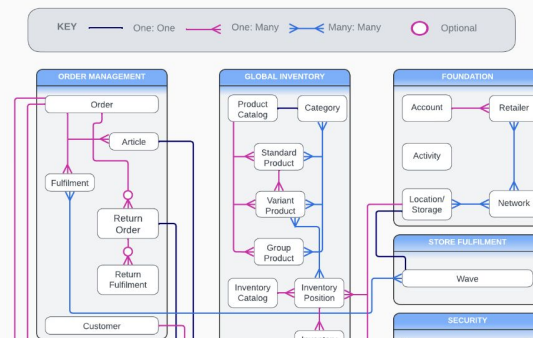 KEY
One: One
One: Many
Many: Many
Optional
ORDER MANAGEMENT
Order
Article
Fulfilment
Return
Order
Return
Fulfilment
Customer
GLOBAL INVENTORY
Product
Catalog
Category
Standard
Product
Variant
Product
Group
Product
Inventory
Catalog
Inventory
Position
FOUNDATION
Account
Retailer
Activity
Location/
Storage
Network
STORE FULFILMENT
Wave
SECURITY